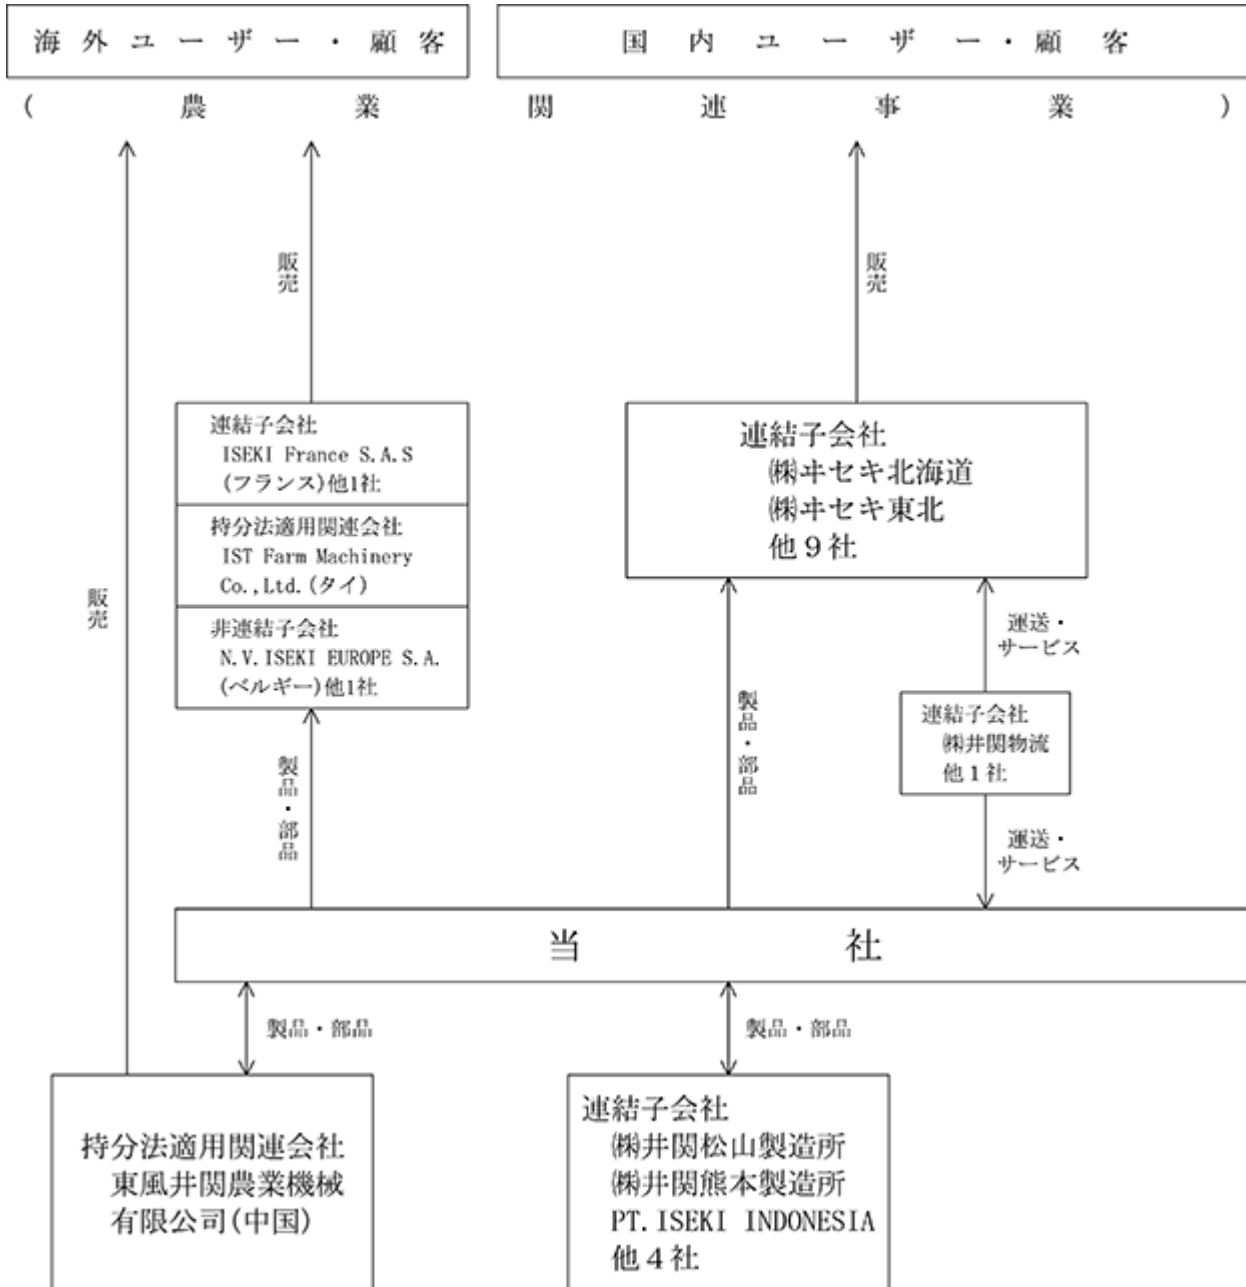 海外ユーザー・顧客
国内ユーザー・顧客
(農業関連事業)
販売
販売
連結子会社
ISEKI France S.A.S
(フランス)他1社
持分法適用関連会社
IST Farm Machinery
Co.,Ltd.(タイ)
非連結子会社
N.V.ISEKI EUROPE S.A.
(ベルギー)他1社
連結子会社
㈱ヰセキ北海道
㈱ヰセキ東北
他９社
販売
運送・
サービス
製品・部品
連結子会社
㈱井関物流
他１社
製品・部品
運送・
サービス
当社
製品・部品
製品・部品
持分法適用関連会社
東風井関農業機械
有限公司(中国)
連結子会社
㈱井関松山製造所
㈱井関熊本製造所
PT.ISEKI INDONESIA
他４社